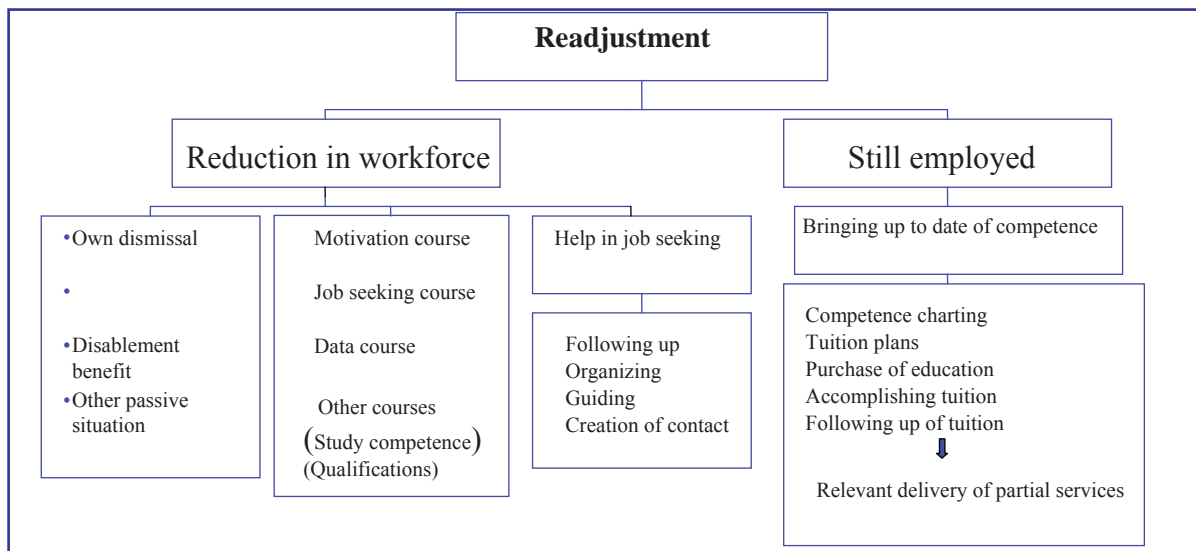 Readjustment
Reduction in workforce
Still employed
•Own dismissal
•
•Disablement
benefit
•Other passive
situation
Motivation course
Job seeking course
Data course
Other courses
(Study competence)
(Qualifications)
Help in job seeking
Following up
Organizing
Guiding
Creation of contact
Bringing up to date of competence
Competence charting
Tuition plans
Purchase of education
Accomplishing tuition
Following up of tuition
Relevant delivery of partial services